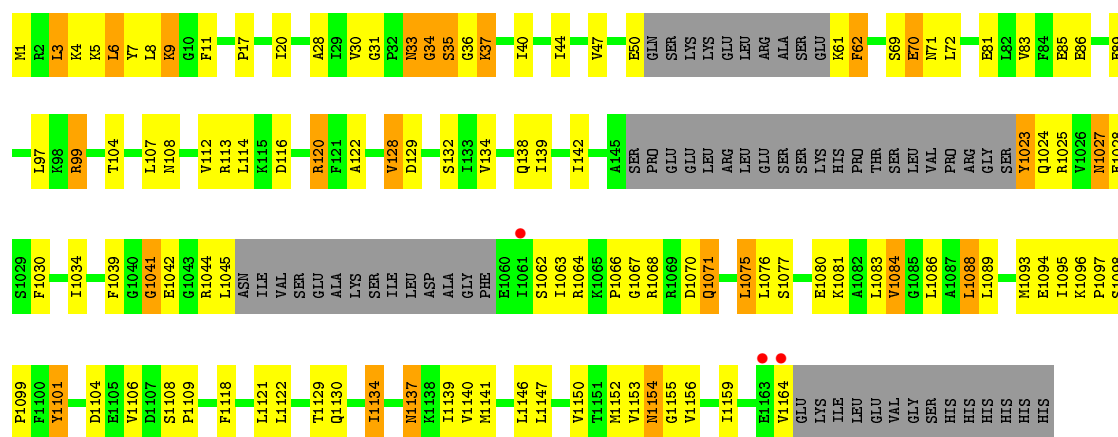 M1 R2 L3 K4 K5 L6 Y7 L8 K9 G10 F11 P17 I20 A28 I29 V30 G31 P32 N33 G34 S35 G36 K37 I40 I44 V47 E50 GLN SER LYS LYS GLU LEU ARG ALA SER GLU K61 F62 S69 E70 N71 L72 E81 L82 V83 F84 E85 E86
L97 K98 R99 T104 L107 N108 V112 R113 L114 K115 D116 R120 F121 A122 V128 D129 S132 I133 V134 Q138 I139 I142 A145 SER PRO GLU GLU LEU ARG LEU GLU SER SER LYS HIS PRO THR SER LEU VAL PRO ARG GLY SER Y1023 Q1024 R1025 V1026 N1027
S1029 F1030 I1034 F1039 G1040 G1041 E1042 G1043 R1044 L1045 ASN ILE VAL SER GLU ALA LYS SER ILE LEU ASP ALA GLY PHE E1060 I1061 S1062 I1063 R1064 K1065 P1066 G1067 R1068 R1069 D1070 Q1071 L1075 L1076 S1077 E1080 K1081 A1082 L1083 V1084 G1085 L1086 A1087 L1088 L1089 M1093 E1094 I1095 K1096 P1097 S1098
P1099 F1100 Y1101 D1104 E1105 V1106 D1107 S1108 P1109 F1118 L1121 L1122 T1129 Q1130 I1134 N1137 K1138 I1139 V1140 M1141 L1146 L1147 V1150 T1151 M1152 V1153 N1154 G1155 V1156 I1159 E1163 V1164 GLU LYS ILE LEU GLU VAL GLY SER HIS HIS HIS HIS HIS HIS